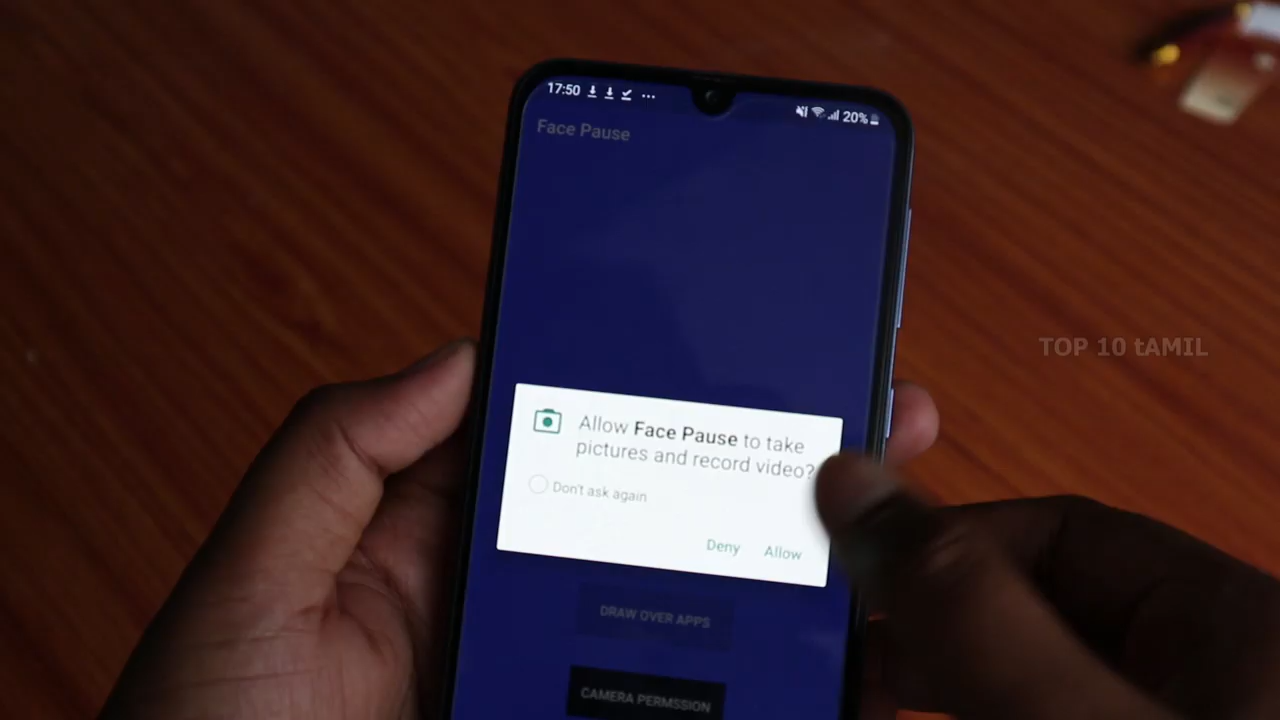 17:50
20%
Face Pause
TOP 10 tAMIL
Allow Face Pause to take
pictures and record video?
Don't ask again
Deny Allow
DRAW OVER APPS
CAMERA PERMSSION